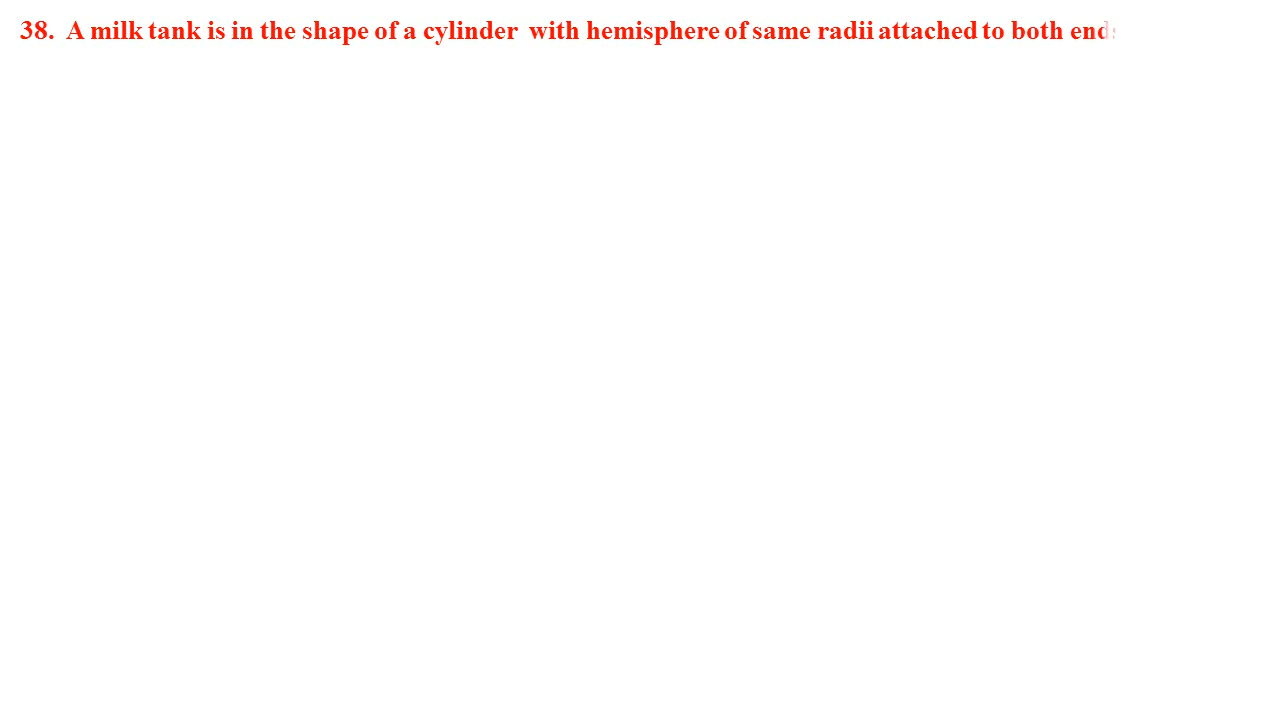 38. A milk tank is in the shape of a cylinder with hemisphere of same radii attached to both ends